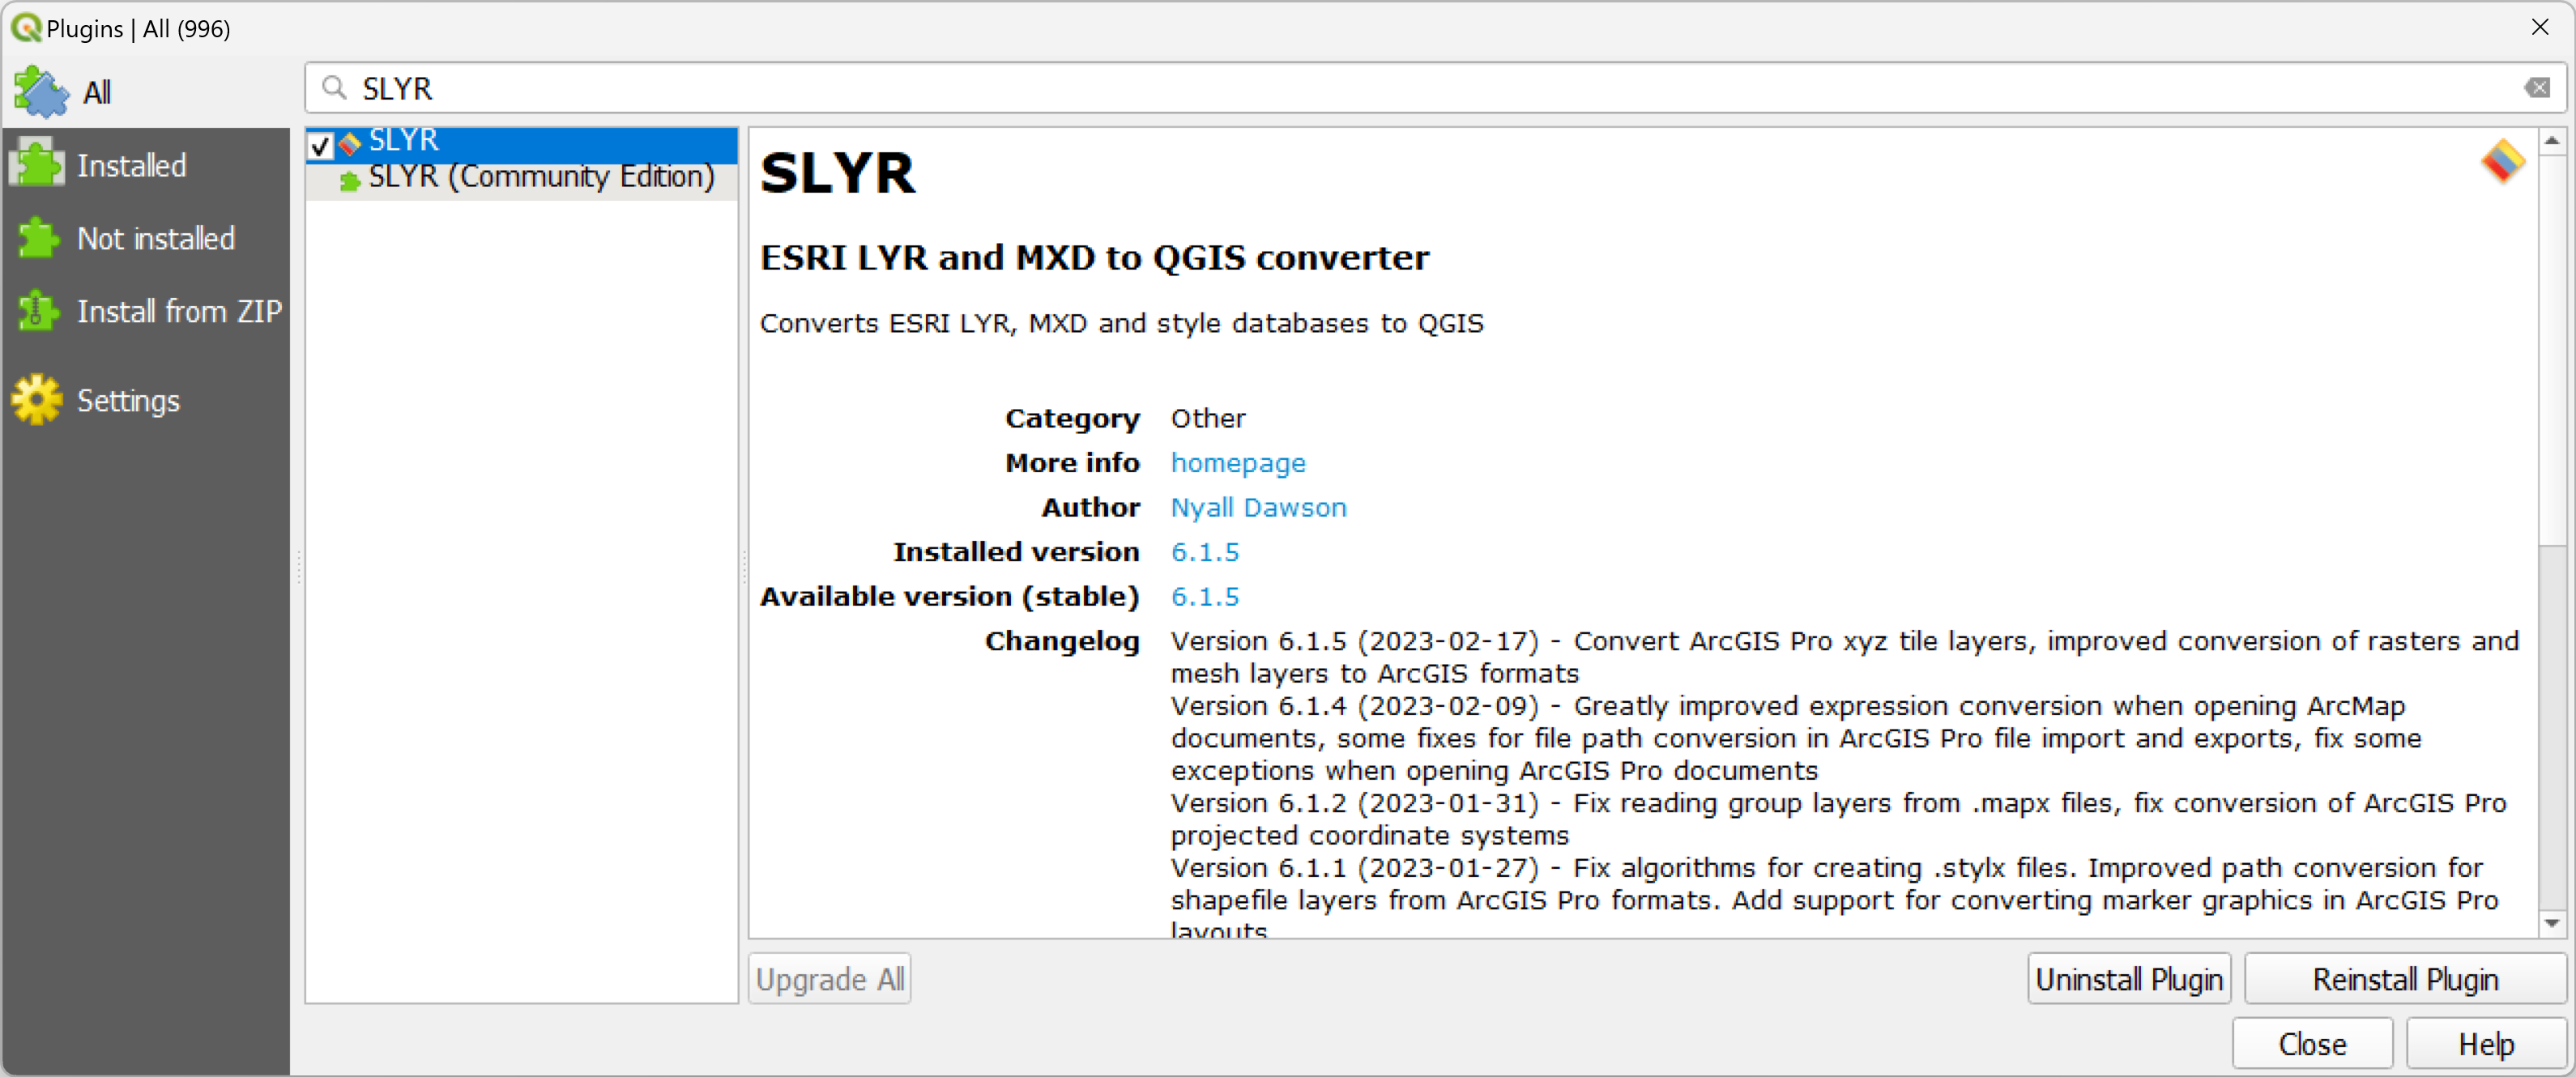 Plugins | All (996)
All
SLYR
Installed
Not installed
Install from ZIP
Settings
SLYR
SLYR (Community Edition)
SLYR
ESRI LYR and MXD to QGIS converter
Converts ESRI LYR, MXD and style databases to QGIS
Category Other
More info homepage
Author Nyall Dawson
Installed version 6.1.5
Available version (stable) 6.1.5
Changelog Version 6.1.5 (2023-02-17) - Convert ArcGIS Pro xyz tile layers, improved conversion of rasters and
mesh layers to ArcGIS formats
Version 6.1.4 (2023-02-09) - Greatly improved expression conversion when opening ArcMap
documents, some fixes for file path conversion in ArcGIS Pro file import and exports, fix some
exceptions when opening ArcGIS Pro documents
Version 6.1.2 (2023-01-31) - Fix reading group layers from .mapx files, fix conversion of ArcGIS Pro
projected coordinate systems
Version 6.1.1 (2023-01-27) - Fix algorithms for creating .stylx files. Improved path conversion for
shapefile layers from ArcGIS Pro formats. Add support for converting marker graphics in ArcGIS Pro
layouts
Upgrade All
Uninstall Plugin
Reinstall Plugin
Close
Help